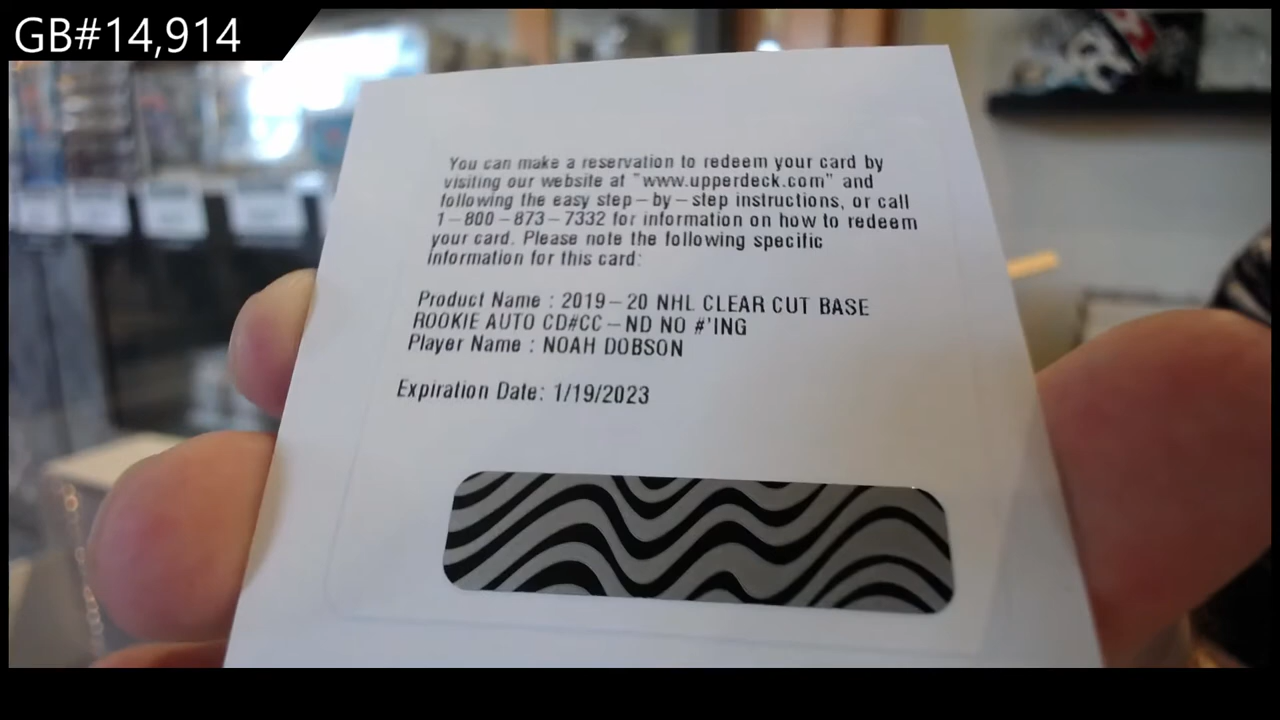 GB#14,914
You can make a reservation to redeem your card by
visiting our website at "www.upperdeck.com" and
following the easy step-by-step instructions, or call
1-800-873-7332 for information on how to redeem
your card. Please note the following specific
information for this card:
Product Name : 2019-20 NHL CLEAR CUT BASE
ROOKIE AUTO CD#CC-ND NO #'ING
Player Name : NOAH DOBSON
Expiration Date: 1/19/2023